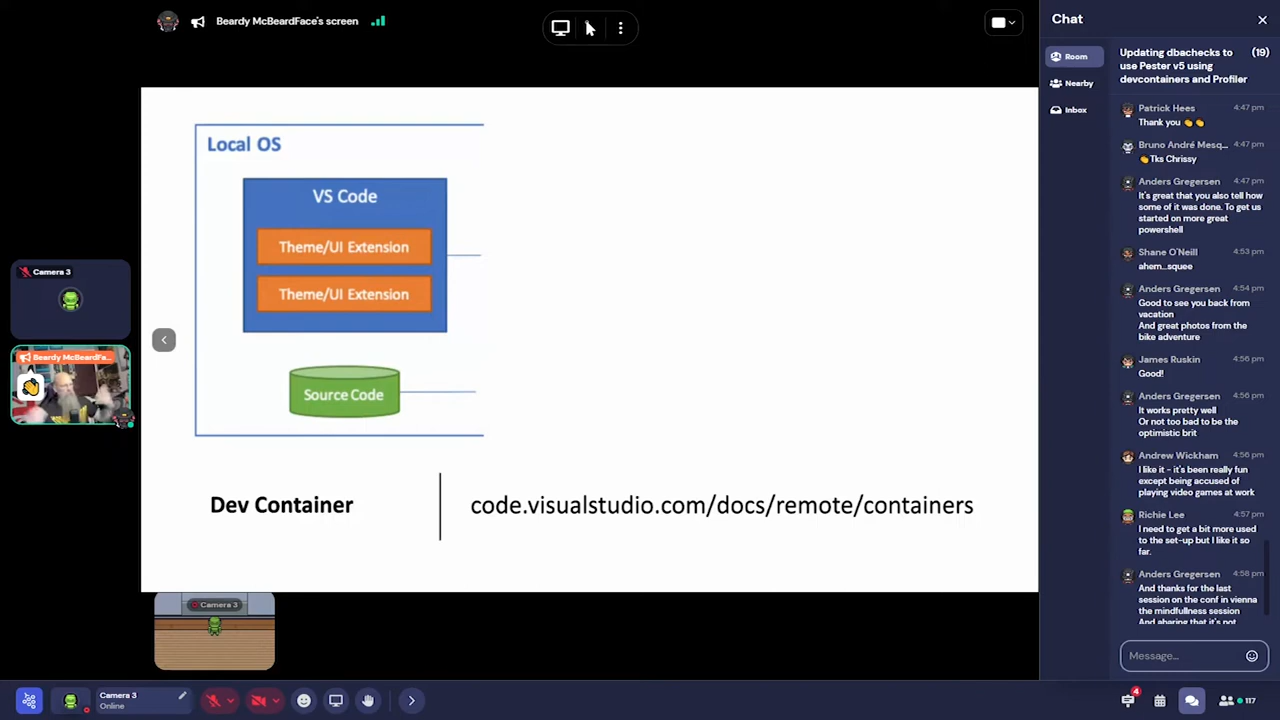 Beardy McBeardFace's screen
Local OS
VS Code
Theme/UI Extension
Theme/UI Extension
Source Code
Dev Container
code.visualstudio.com/docs/remote/containers
Camera 3
Beardy McBeardFa...
Camera 3
Camera 3
Online
Chat
Room
Nearby
Inbox
Updating dbachecks to
use Pester v5 using
devcontainers and Profiler
(19)
Patrick Hees 4:47 pm
Thank you 👏 👏
Bruno André Mesq... 4:47 pm
👏Tks Chrissy
Anders Gregersen 4:47 pm
It's great that you also tell how
some of it was done. To get us
started on more great
powershell
Shane O'Neill 4:53 pm
ahem...squee
Anders Gregersen 4:54 pm
Good to see you back from
vacation
And great photos from the
bike adventure
James Ruskin 4:56 pm
Good!
Anders Gregersen 4:56 pm
It works pretty well
Or not too bad to be the
optimistic brit
Andrew Wickham 4:56 pm
I like it - it's been really fun
except being accused of
playing video games at work
Richie Lee 4:57 pm
I need to get a bit more used
to the set-up but I like it so
far.
Anders Gregersen 4:58 pm
And thanks for the last
session on the conf in vienna
the mindfullness session
And aharing that it's not
Message...
4
117